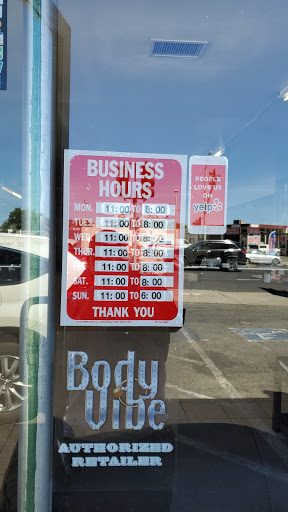 BUSINESS
HOURS
MON. 11:00 TO 8:00
TUES. 11:00 TO 8:00
WED. 11:00 TO 8:00
THUR. 11:00 TO 8:00
11:00 TO 8:00
SAT. 11:00 TO 8:00
SUN. 11:00 TO 6:00
THANK YOU
PEOPLE
LOVE US
ON
yelp
Body
Vibe
AUTHORIZED
RETAILER